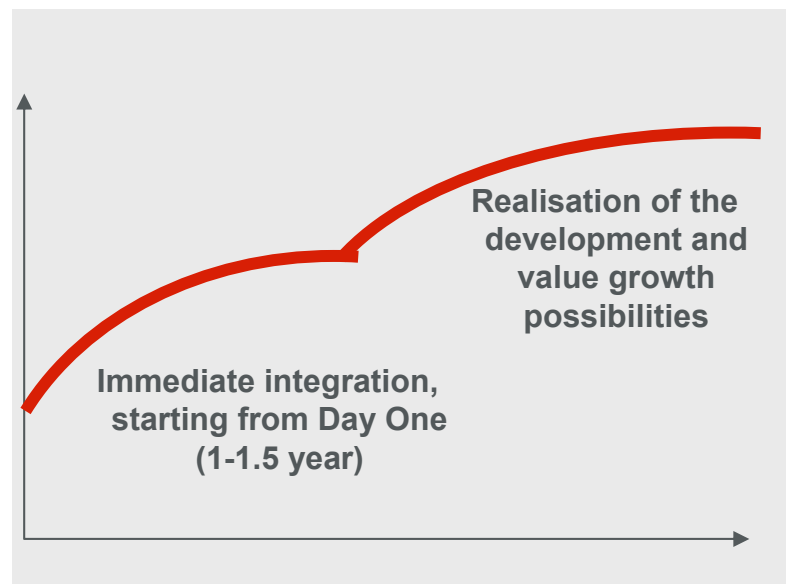 Realisation of the
development and
value growth
possibilities
Immediate integration,
starting from Day One
(1-1.5 year)